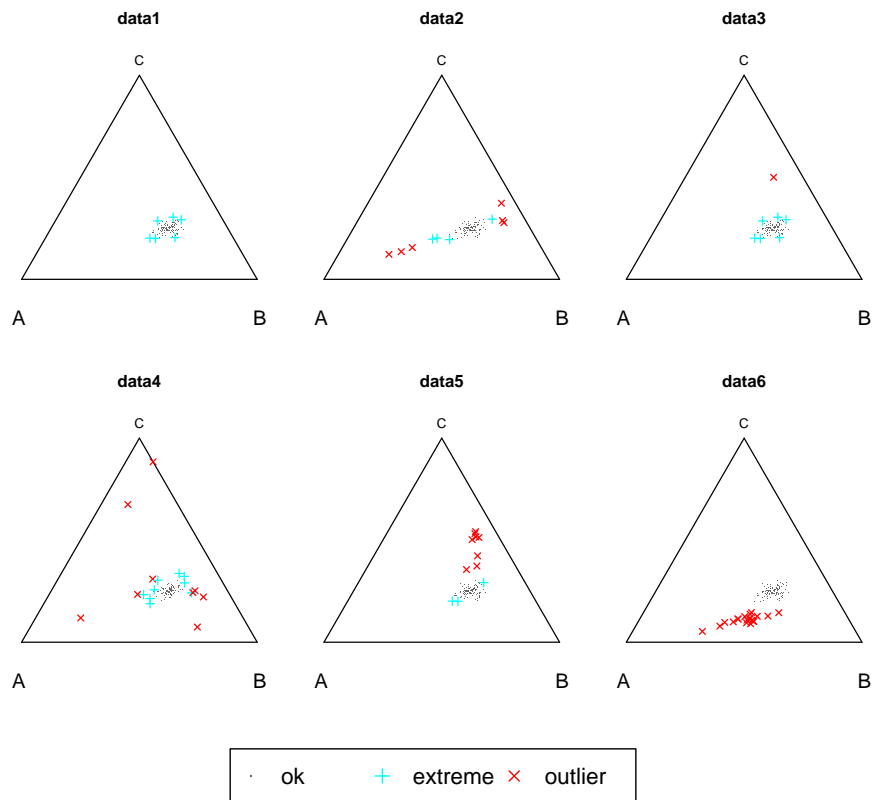 data1 data2 data3
C C C
A B A B A B
data4 data5 data6
C C C
A B A B A B
ok extreme outlier